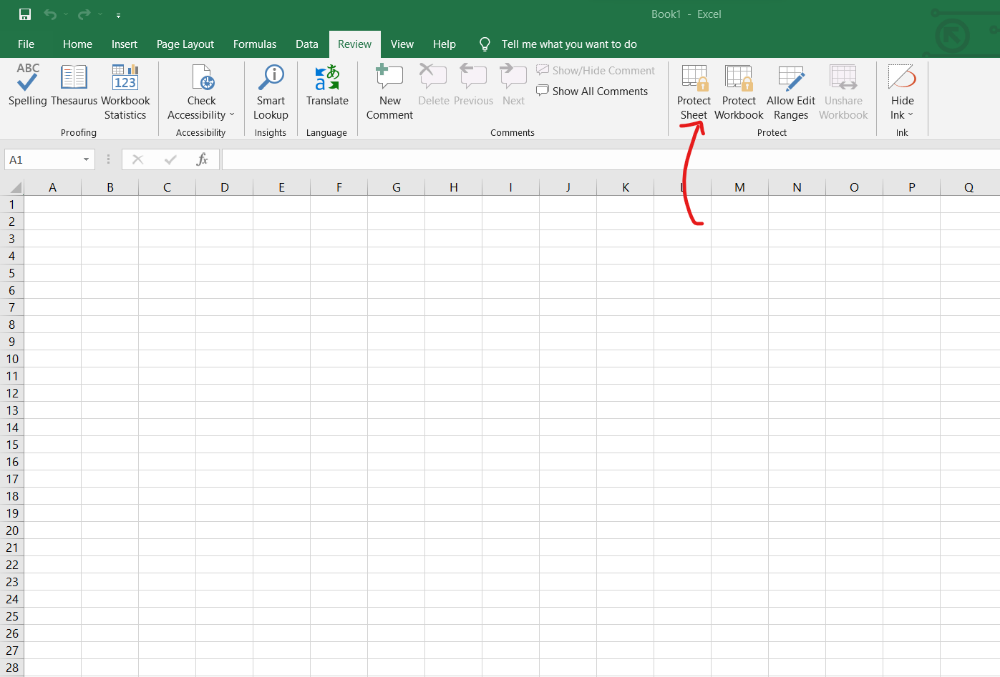 Book1 - Excel
File Home Insert Page Layout Formulas Data Review View Help Tell me what you want to do
ABC
Spelling
Thesaurus
123
Workbook
Statistics
Proofing
Check
Accessibility
Accessibility
Smart
Lookup
Insights
あ
a
Translate
Language
New
Comment
Delete
Previous
Next
Show/Hide Comment
Show All Comments
Comments
Protect
Sheet
Protect
Workbook
Allow Edit
Ranges
Unshare
Workbook
Protect
Hide
Ink
Ink
A1
fx
A B C D E F G H I J K L M N O P Q
1
2
3
4
5
6
7
8
9
10
11
12
13
14
15
16
17
18
19
20
21
22
23
24
25
26
27
28